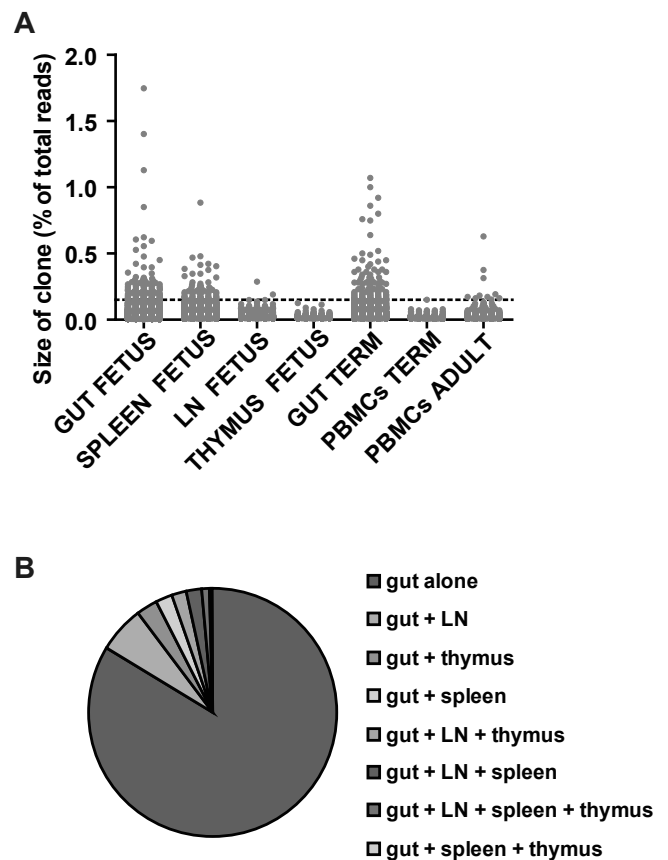 A
Size of clone (% of total reads)
2.0
1.5
1.0
0.5
0.0
GUT FETUS
SPLEEN FETUS
LN FETUS
THYMUS FETUS
GUT TERM
PBMCs TERM
PBMCs ADULT
B
gut alone
gut + LN
gut + thymus
gut + spleen
gut + LN + thymus
gut + LN + spleen
gut + LN + spleen + thymus
gut + spleen + thymus